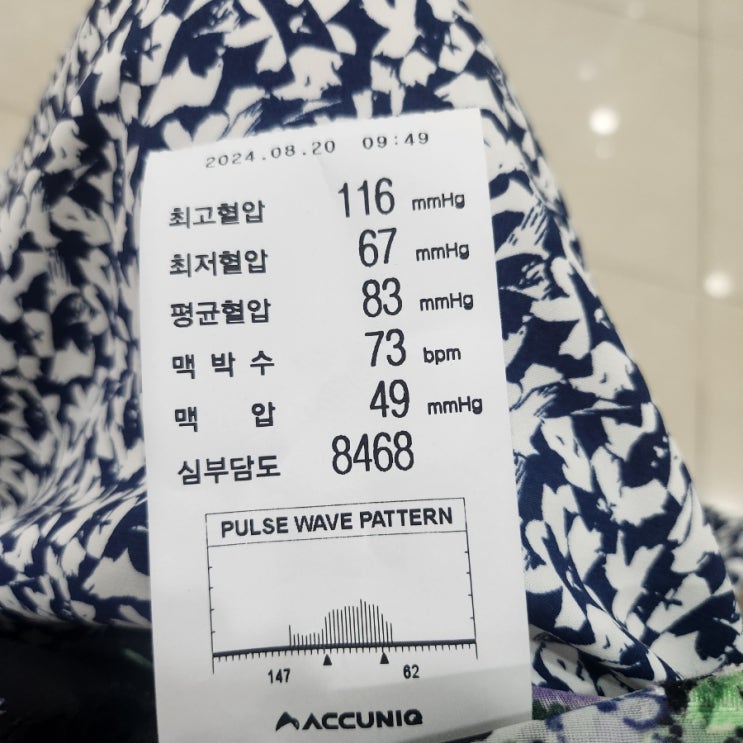 2024.08.20 09:49
최고혈압 116 mmHg
최저혈압 67 mmHg
평균혈압 83 mmHg
맥 박 수 73 bpm
맥 압 49 mmHg
심부담도 8468
PULSE WAVE PATTERN
147 62
ACCUNIQ